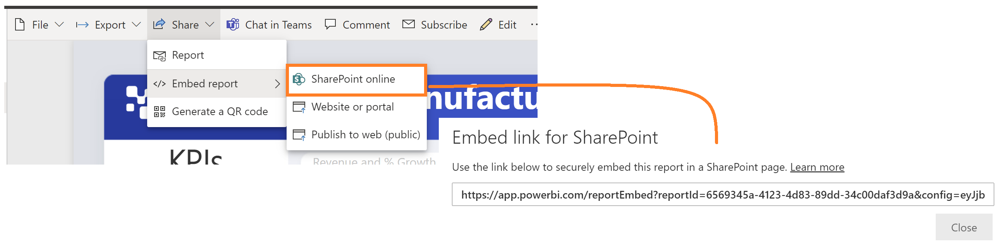 File Export Share Chat in Teams Comment Subscribe Edit ··
Report
Embed report
Generate a QR code
SharePoint online
Website or portal
Publish to web (public)
nufactu
KPIs
Revenue and % Growth
Embed link for SharePoint
Use the link below to securely embed this report in a SharePoint page. Learn more
https://app.powerbi.com/reportEmbed?reportId=6569345a-4123-4d83-89dd-34c00daf3d9a&config=eyJjb
Close